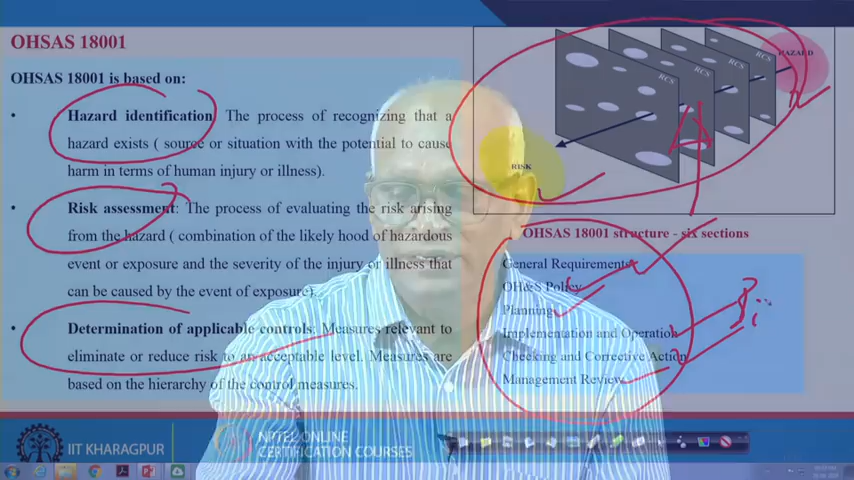 OHSAS 18001
OHSAS 18001 is based on:
• Hazard identification: The process of recognizing that a
hazard exists ( source or situation with the potential to cause
harm in terms of human injury or illness).
• Risk assessment: The process of evaluating the risk arising
from the hazard ( combination of the likely hood of hazardous
event or exposure and the severity of the injury or illness that
can be caused by the event of exposure).
• Determination of applicable controls: Measures relevant to
eliminate or reduce risk to an acceptable level. Measures are
based on the hierarchy of the control measures.
HAZARD
RCS
RCS
RCS
RCS
RISK
OHSAS 18001 structure - six sections
General Requirements
OH&S Policy
Planning
Implementation and Operation
Checking and Corrective Action
Management Review
IIT KHARAGPUR
NPTEL ONLINE
CERTIFICATION COURSES